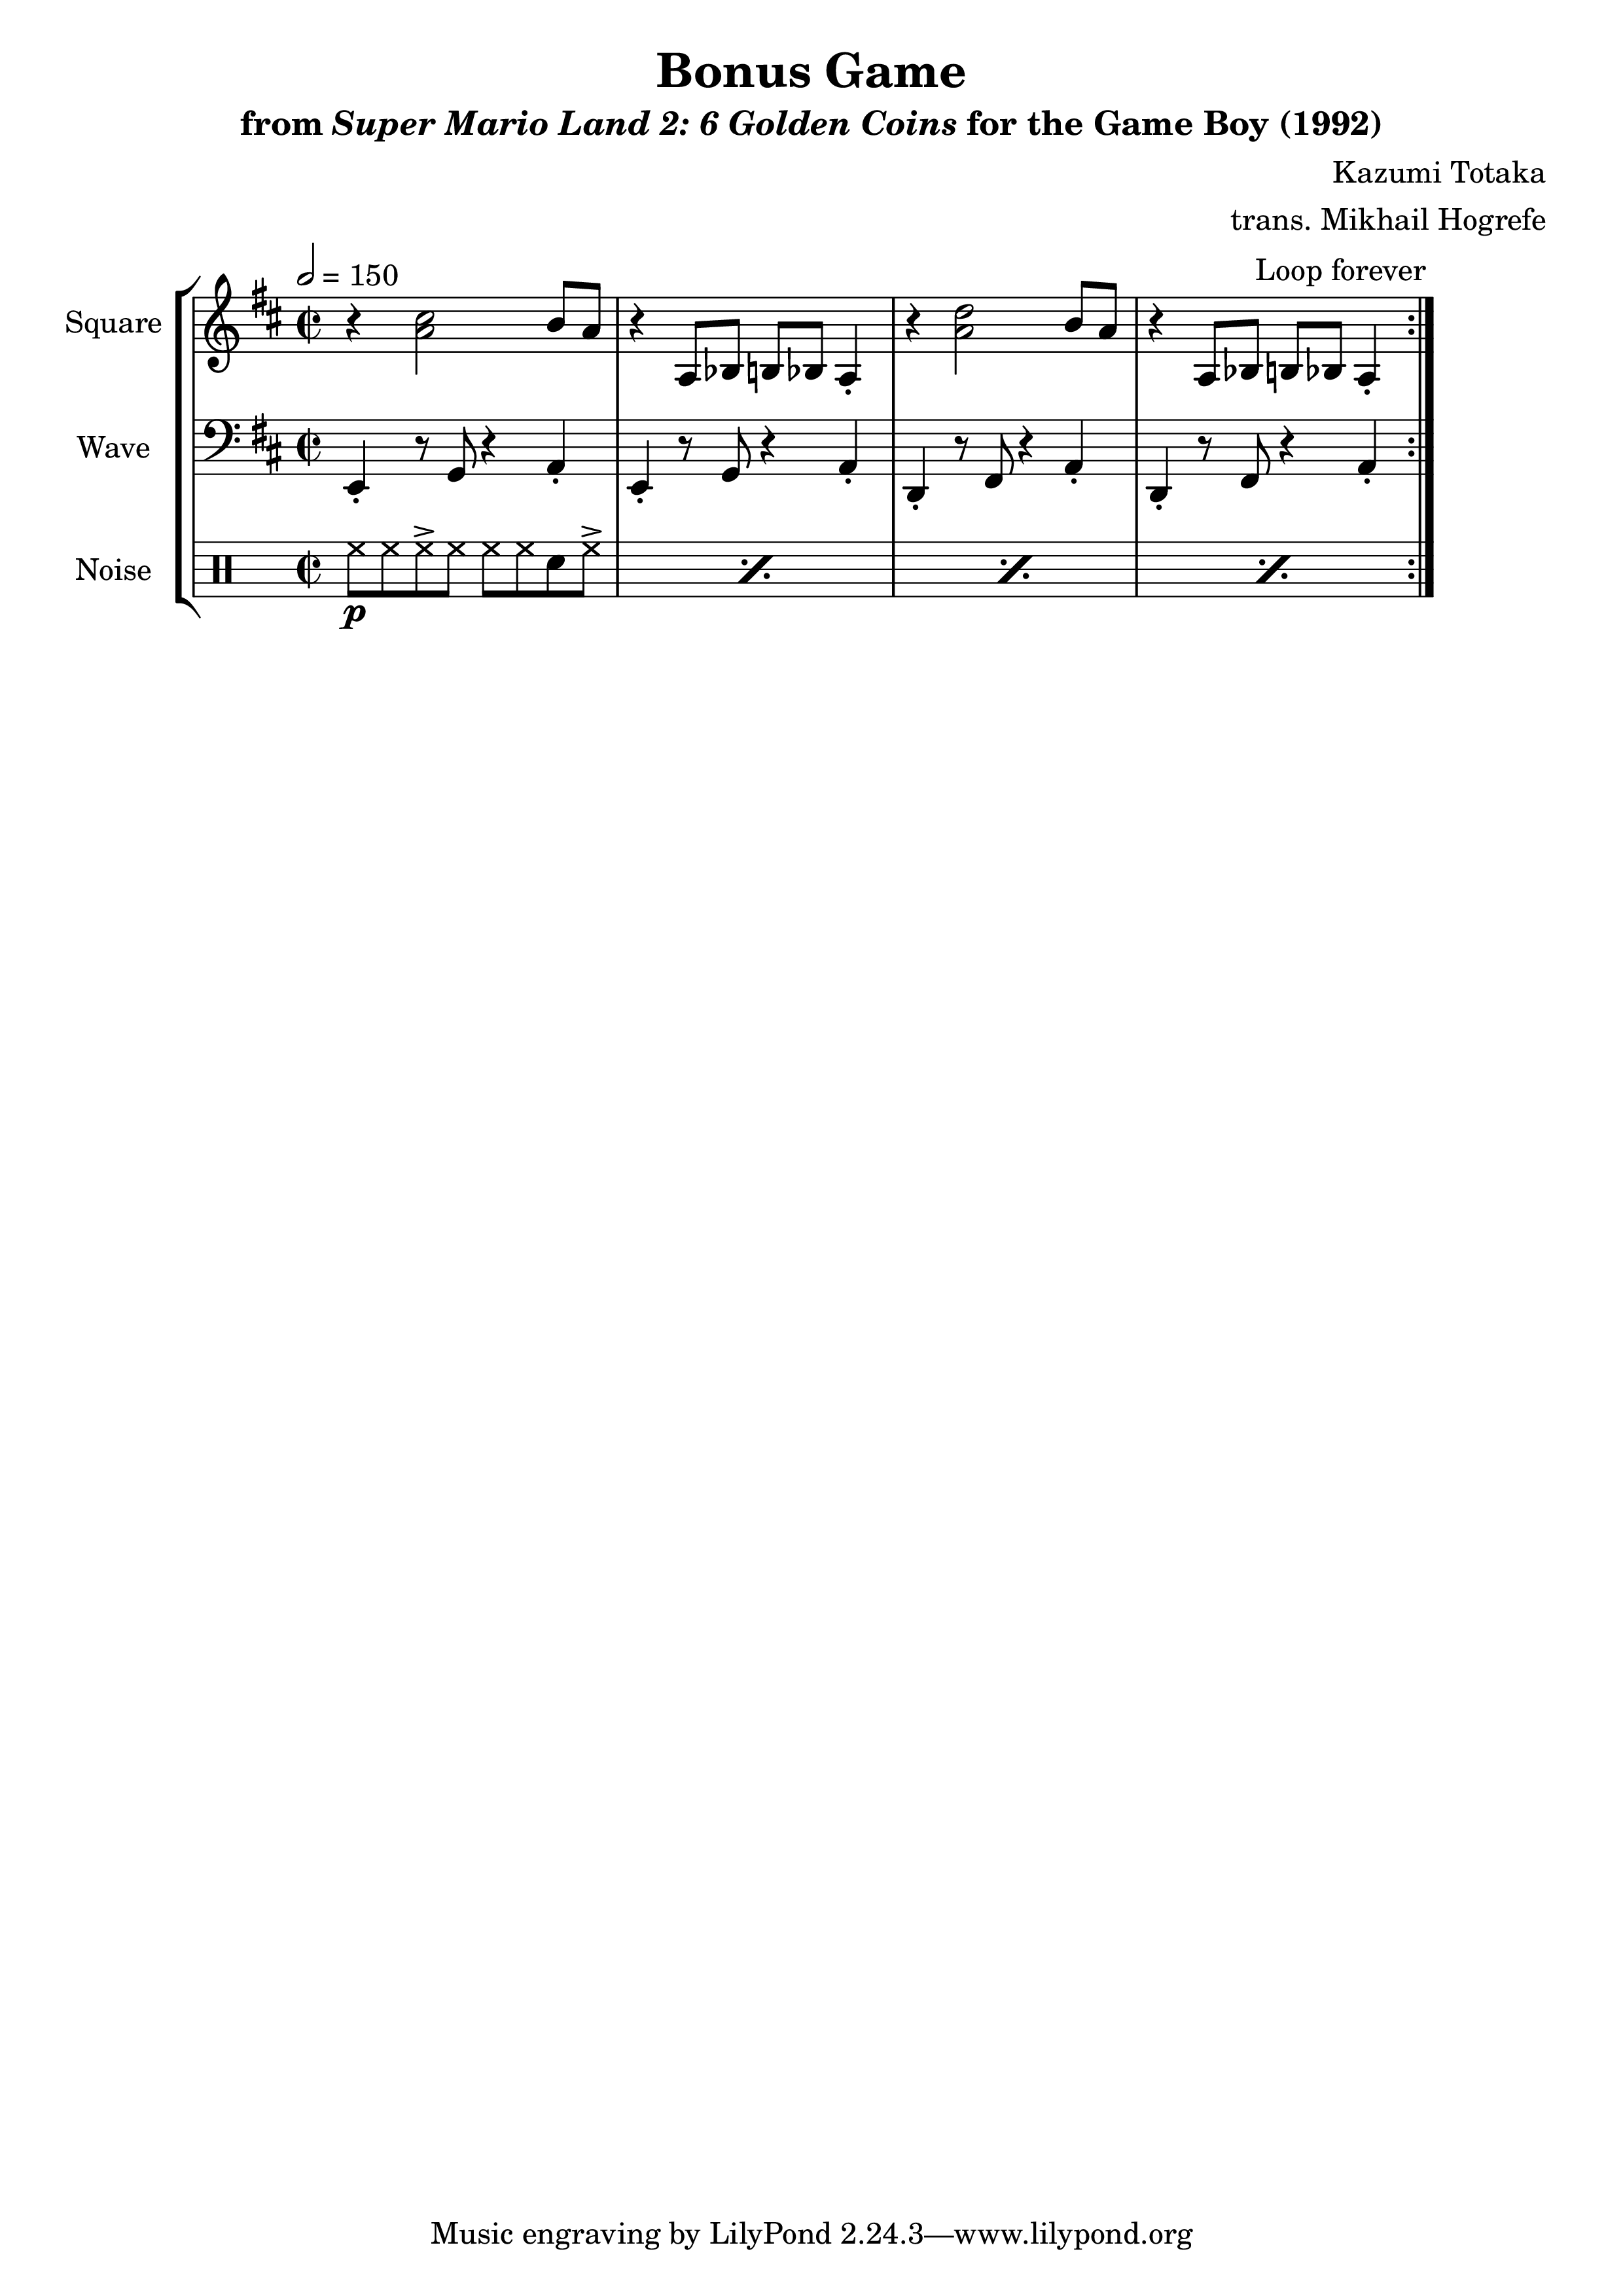 Bonus Game
from Super Mario Land 2: 6 Golden Coins for the Game Boy (1992)
Kazumi Totaka
trans. Mikhail Hogrefe
= 150
Loop forever
Square
Wave
Noise
p
Music engraving by LilyPond 2.24.3—www.lilypond.org